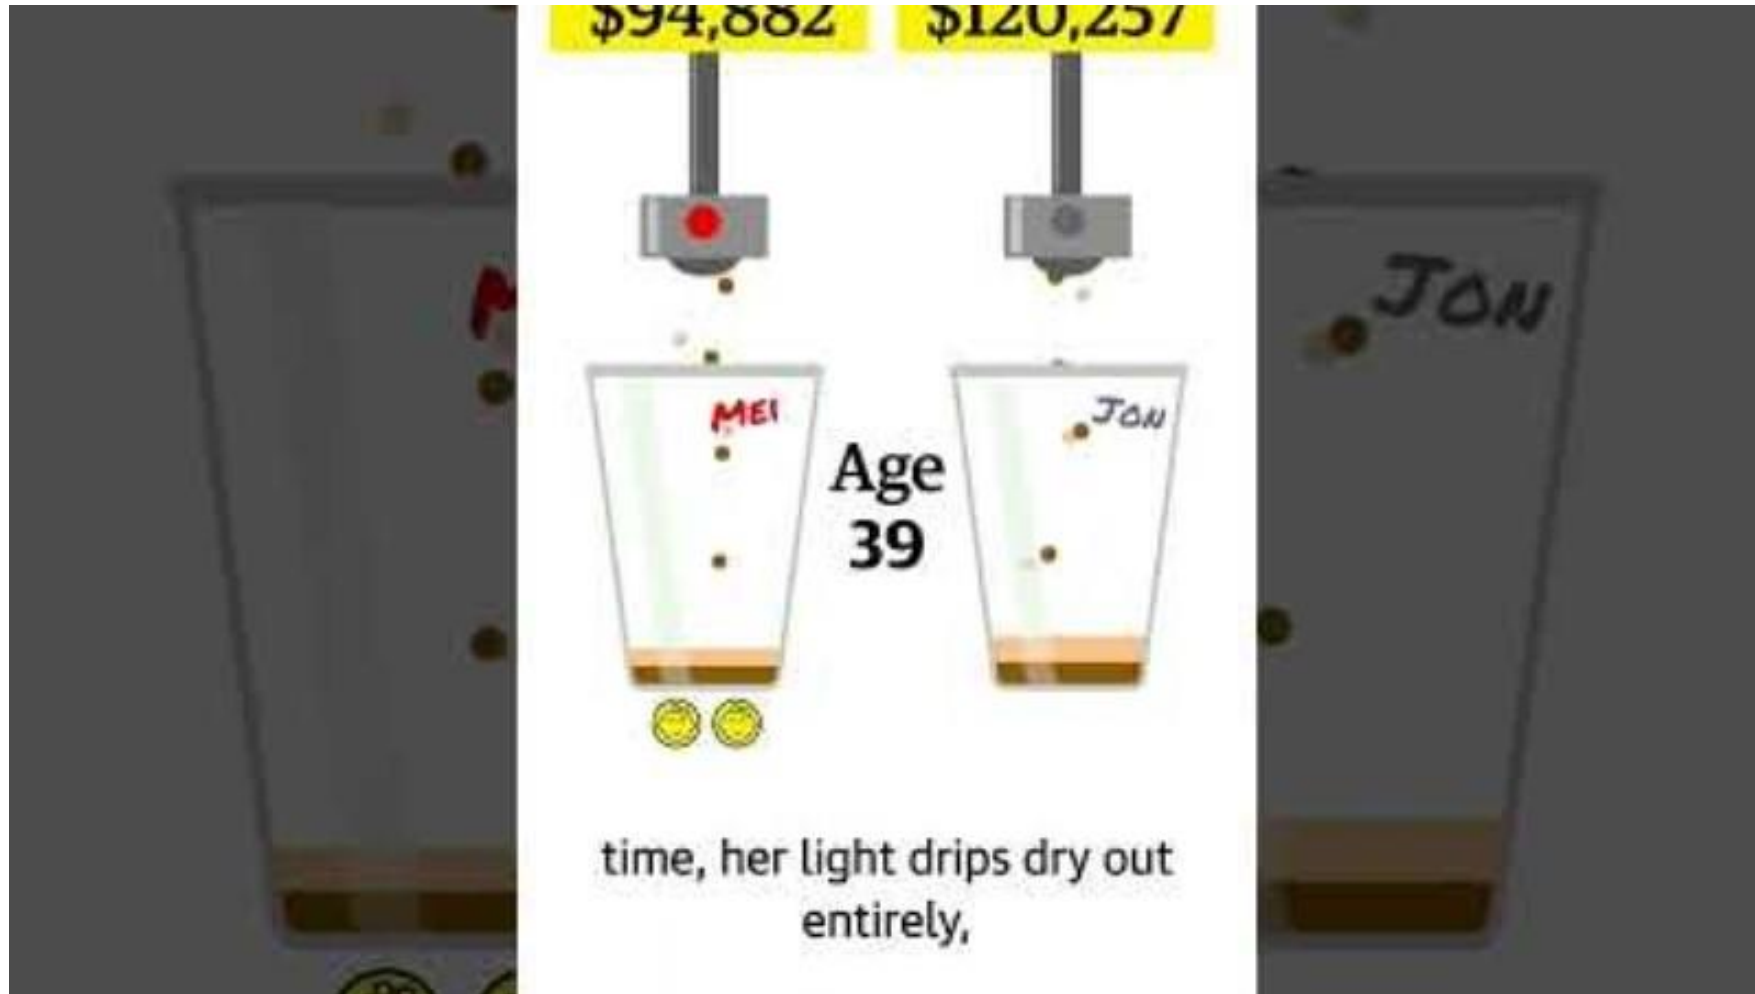 $94,882
$120,257
MEI
JON
Age
39
JON
time, her light drips dry out
entirely,